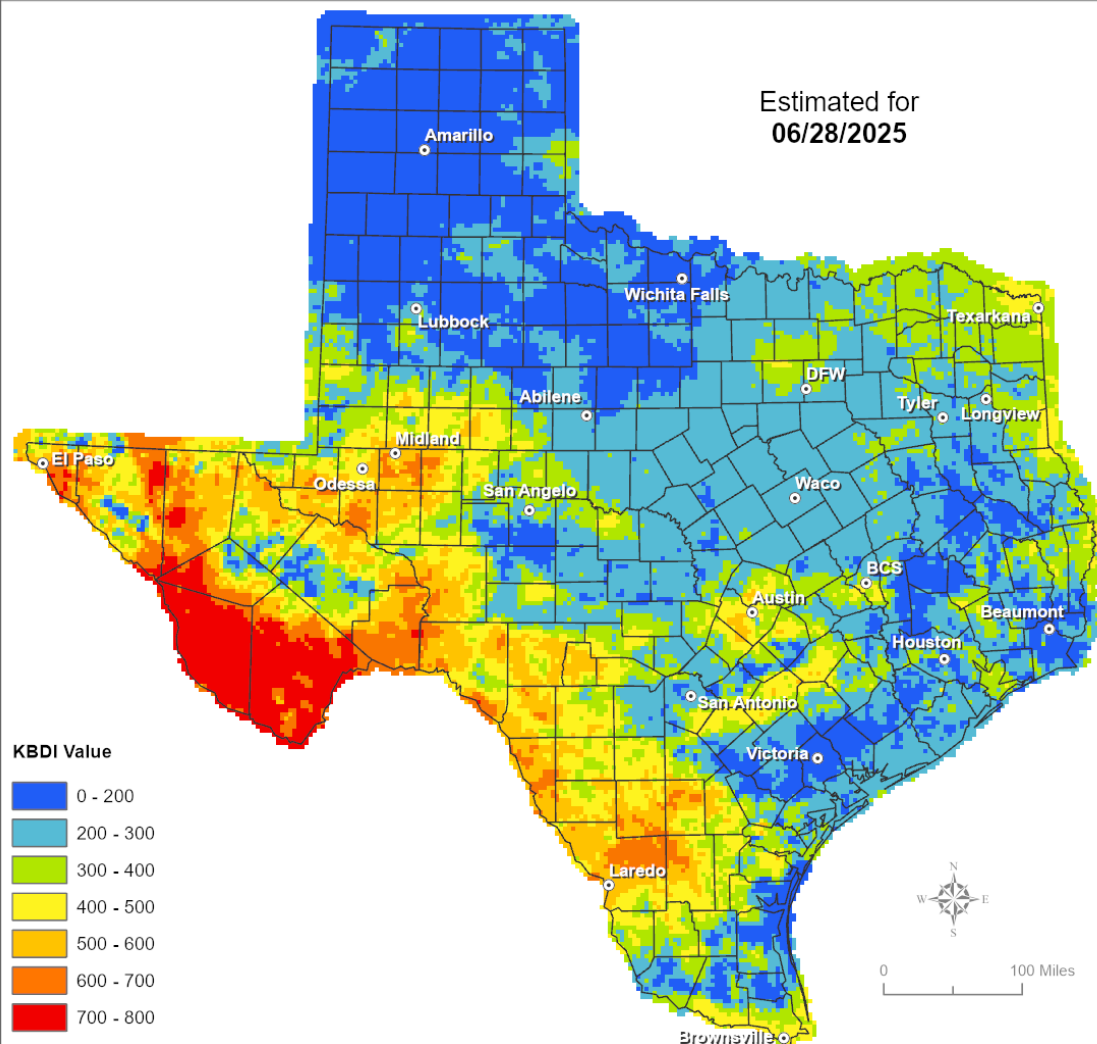 Estimated for
06/28/2025
Amarillo
Wichita Falls
Lubbock
Texarkana
DFW
Abilene
Tyler
Longview
Midland
El Paso
Odessa
San Angelo
Waco
BCS
Austin
Beaumont
Houston
San Antonio
Victoria
Laredo
Brownsville
KBDI Value
0 - 200
200 - 300
300 - 400
400 - 500
500 - 600
600 - 700
700 - 800
N
W E
S
0 100 Miles